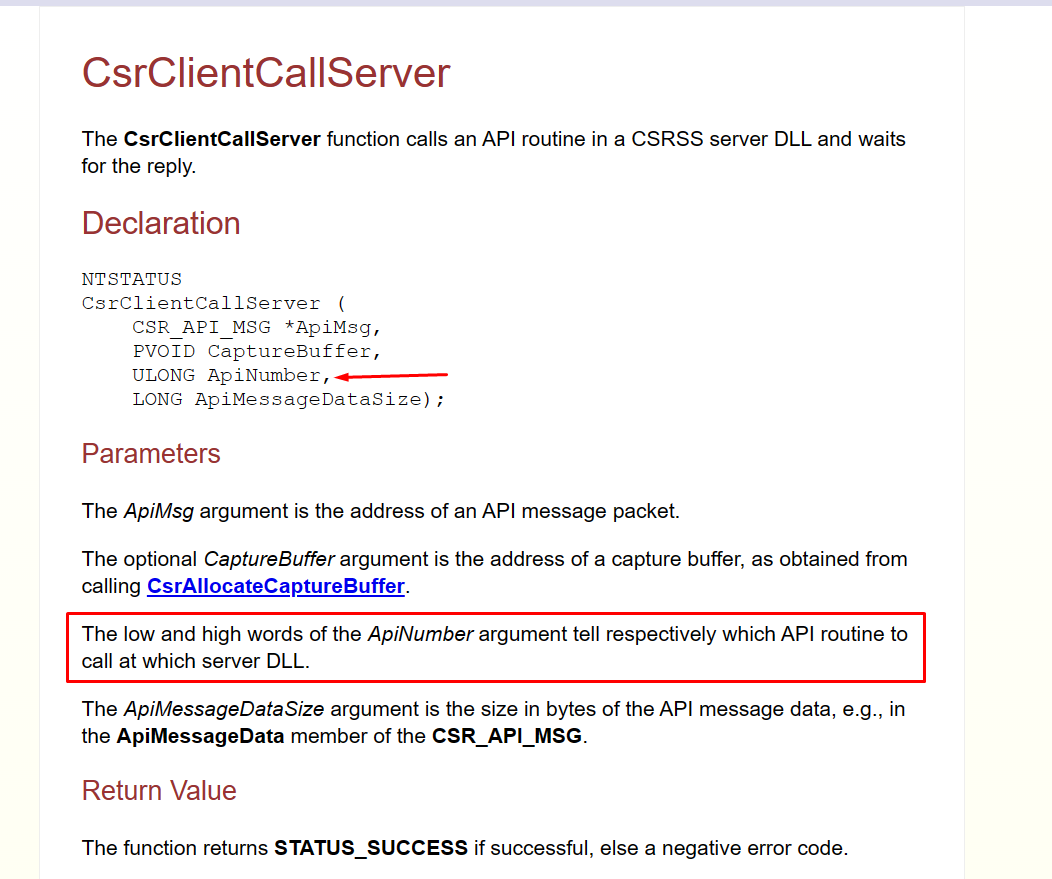 CsrClientCallServer
The CsrClientCallServer function calls an API routine in a CSRSS server DLL and waits
for the reply.
Declaration
NTSTATUS
CsrClientCallServer (
    CSR_API_MSG *ApiMsg,
    PVOID CaptureBuffer,
    ULONG ApiNumber,
    LONG ApiMessageDataSize);
Parameters
The ApiMsg argument is the address of an API message packet.
The optional CaptureBuffer argument is the address of a capture buffer, as obtained from
calling CsrAllocateCaptureBuffer.
The low and high words of the ApiNumber argument tell respectively which API routine to
call at which server DLL.
The ApiMessageDataSize argument is the size in bytes of the API message data, e.g., in
the ApiMessageData member of the CSR_API_MSG.
Return Value
The function returns STATUS_SUCCESS if successful, else a negative error code.